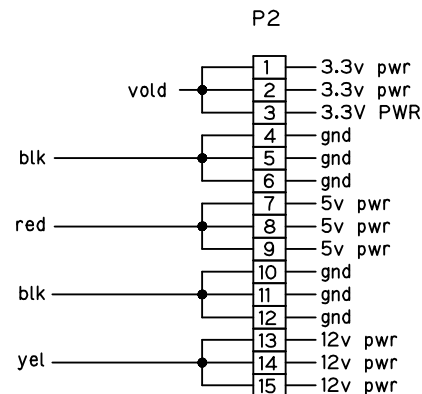 P2
1 3.3v pwr
vold 2 3.3v pwr
3 3.3V PWR
4 gnd
blk 5 gnd
6 gnd
7 5v pwr
red 8 5v pwr
9 5v pwr
10 gnd
blk 11 gnd
12 gnd
13 12v pwr
yel 14 12v pwr
15 12v pwr